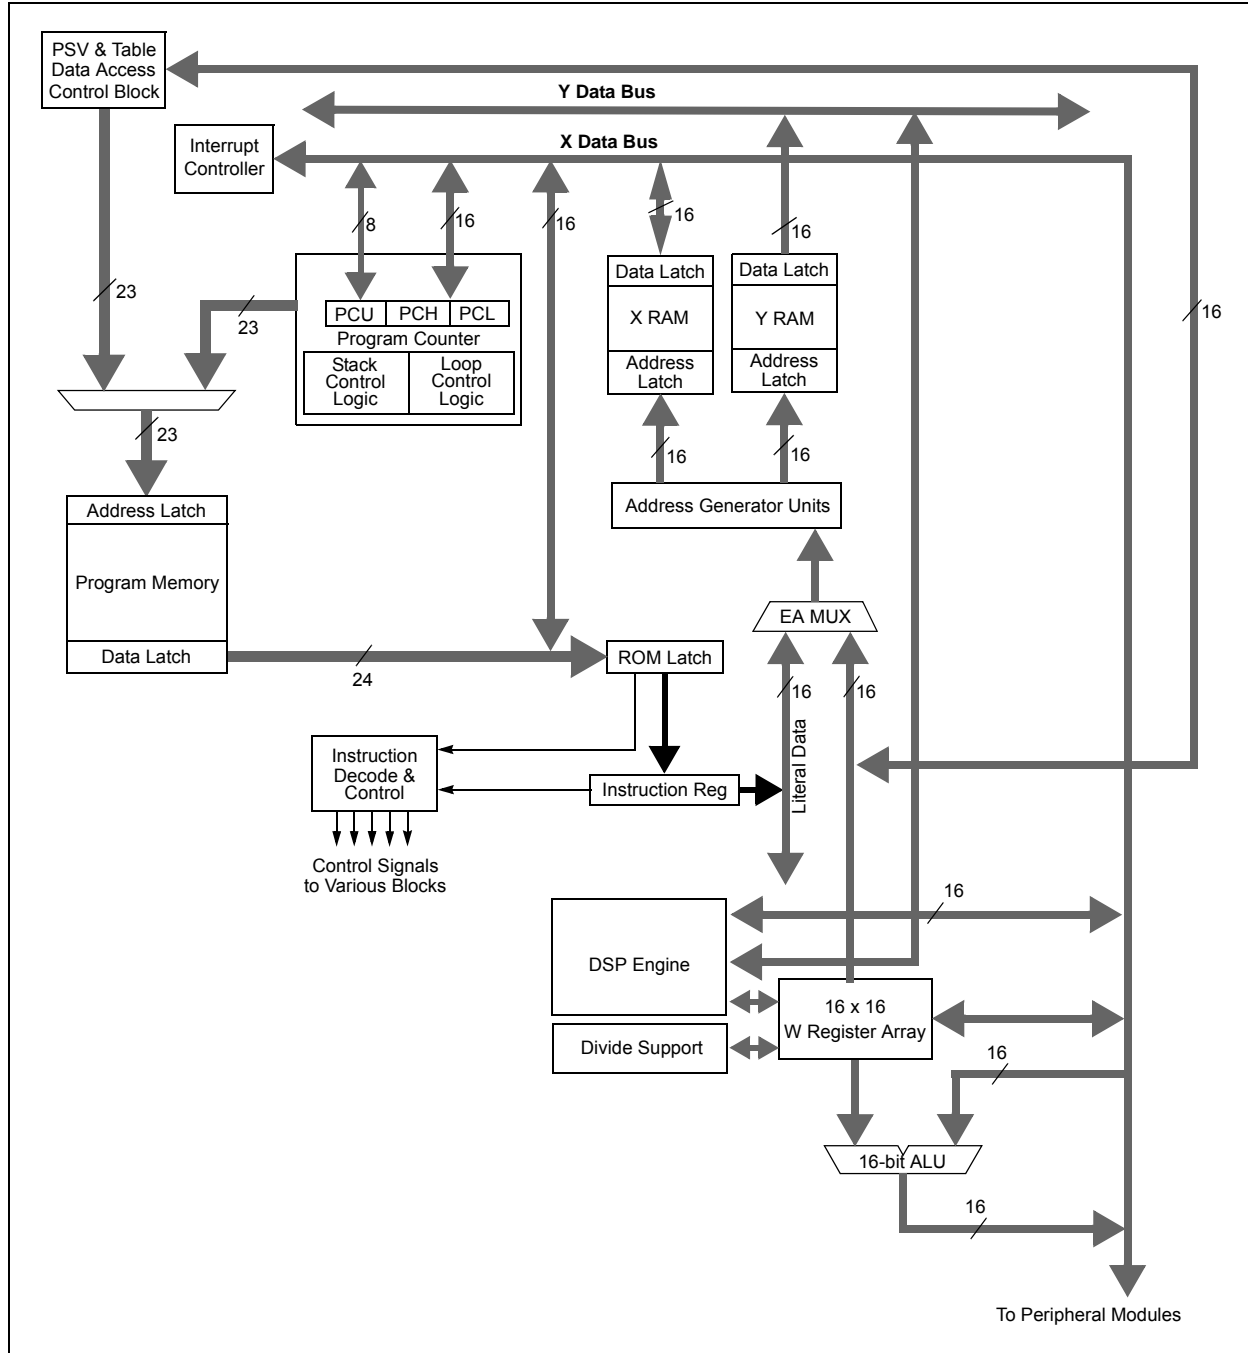 PSV & Table
Data Access
Control Block
Y Data Bus
Interrupt
Controller
X Data Bus
8
16
16
16
16
23
23
16
Data Latch
X RAM
Address
Latch
Data Latch
Y RAM
Address
Latch
PCU
PCH
PCL
Program Counter
Stack
Control
Logic
Loop
Control
Logic
23
16
16
Address Latch
Program Memory
Data Latch
24
Address Generator Units
EA MUX
ROM Latch
16
16
Literal Data
Instruction
Decode &
Control
Instruction Reg
Control Signals
to Various Blocks
16
DSP Engine
16 x 16
W Register Array
Divide Support
16
16-bit ALU
16
To Peripheral Modules